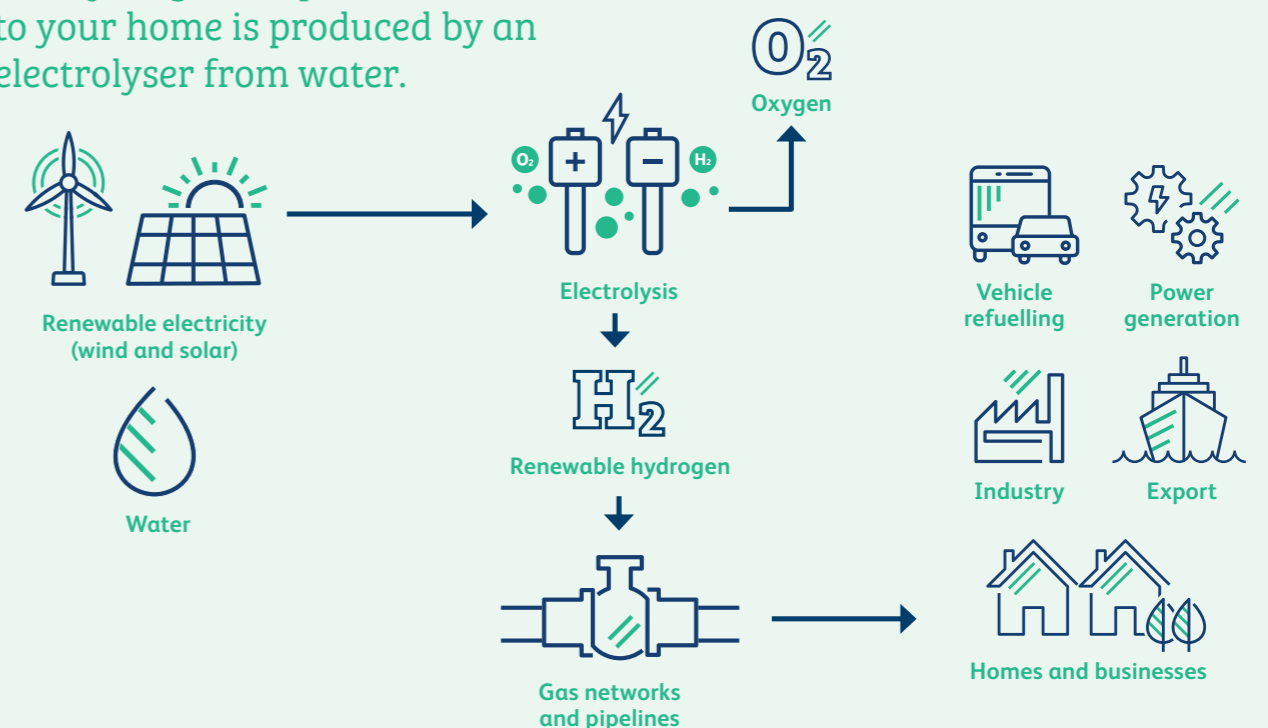 to your home is produced by an
electrolyser from water.
O2
Oxygen
O2
+
−
H2
Renewable electricity
(wind and solar)
Electrolysis
Vehicle
refuelling
Power
generation
H2
Renewable hydrogen
Water
Industry
Export
Gas networks
and pipelines
Homes and businesses